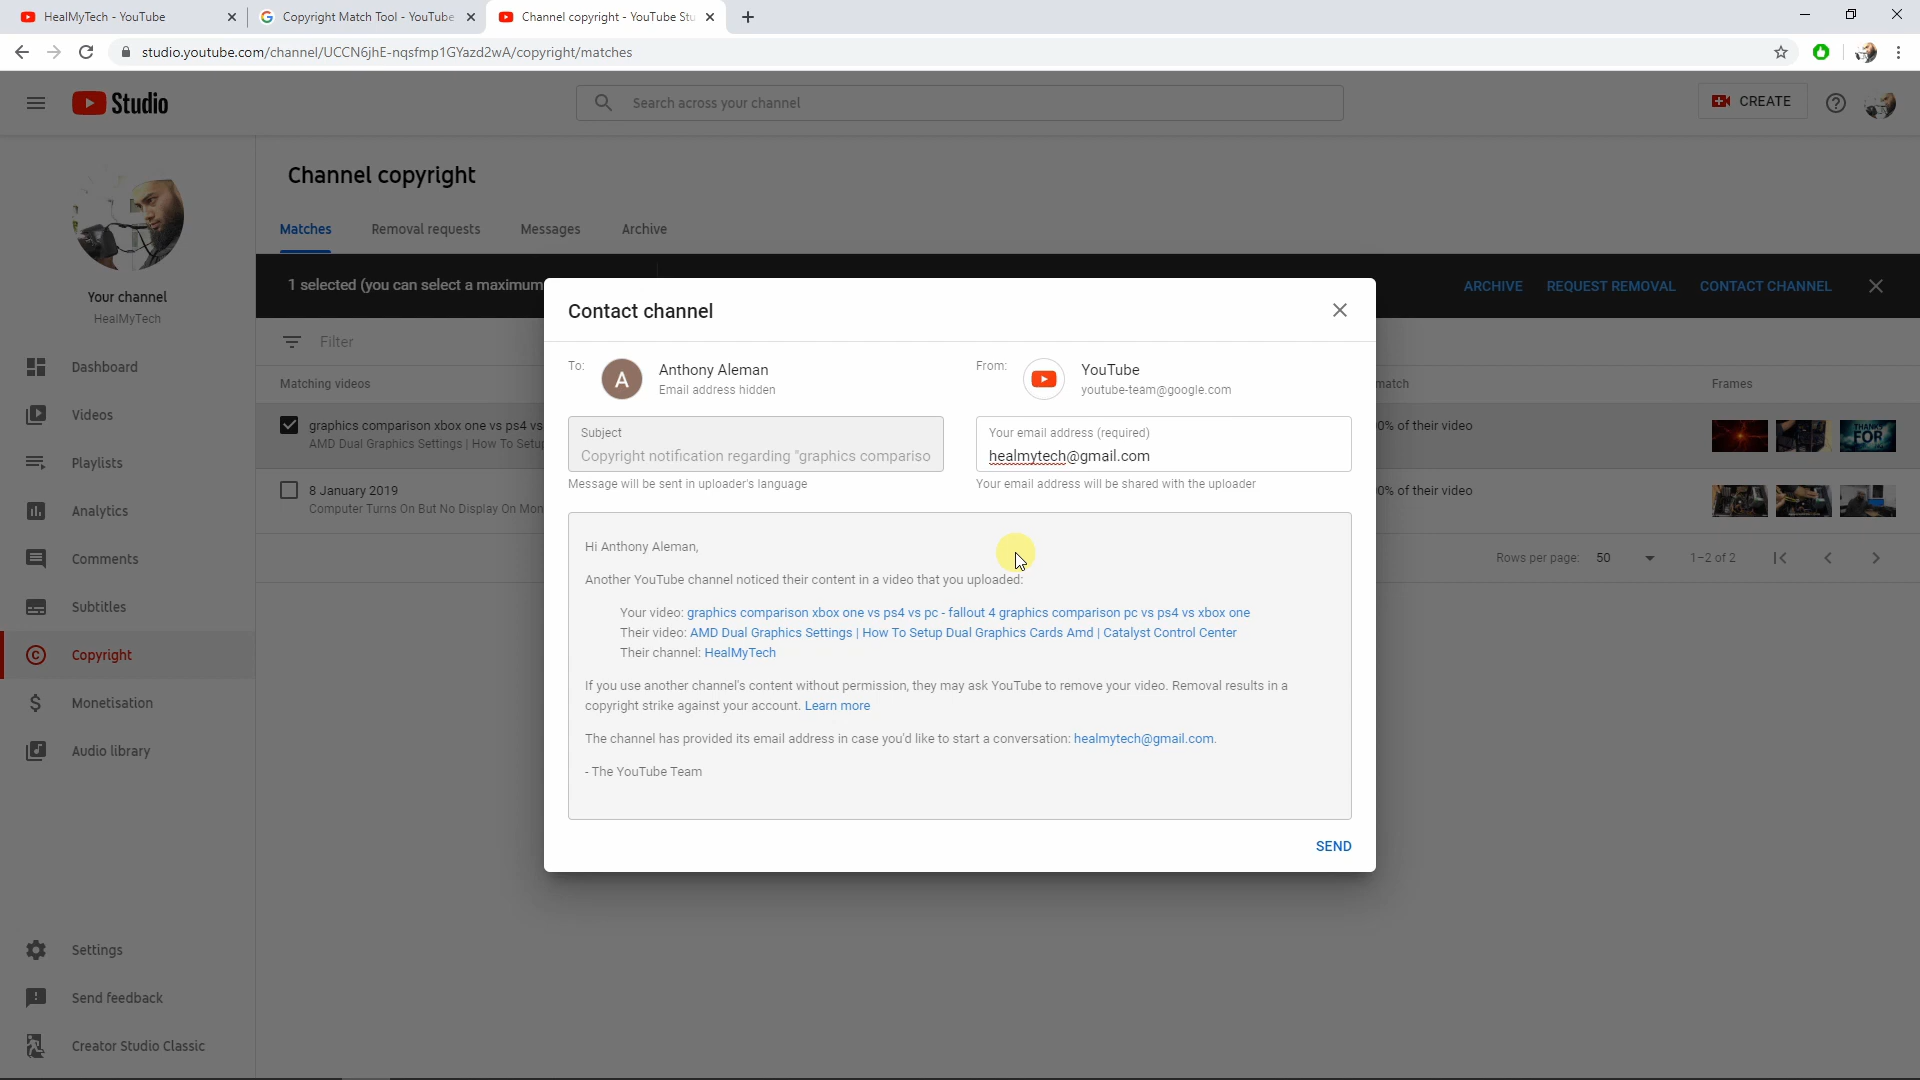 HealMyTech - YouTube
Copyright Match Tool - YouTube
Channel copyright - YouTube Stu
studio.youtube.com/channel/UCCN6jhE-nqsfmp1GYazd2wA/copyright/matches
Studio
Search across your channel
CREATE
Channel copyright
Matches
Removal requests
Messages
Archive
Your channel
HealMyTech
1 selected (you can select a maximum
ARCHIVE
REQUEST REMOVAL
CONTACT CHANNEL
Filter
Matching videos
match
Frames
graphics comparison xbox one vs ps4 vs
AMD Dual Graphics Settings | How To Setu
0% of their video
8 January 2019
Computer Turns On But No Display On Mon
0% of their video
THANKS
FOR
Rows per page: 50
1-2 of 2
Dashboard
Videos
Playlists
Analytics
Comments
Subtitles
Copyright
Monetisation
Audio library
Settings
Send feedback
Creator Studio Classic
Contact channel
To:
A
Anthony Aleman
Email address hidden
From:
YouTube
youtube-team@google.com
Subject
Copyright notification regarding "graphics compariso
Message will be sent in uploader's language
Your email address (required)
healmytech@gmail.com
Your email address will be shared with the uploader
Hi Anthony Aleman,
Another YouTube channel noticed their content in a video that you uploaded:
Your video: graphics comparison xbox one vs ps4 vs pc - fallout 4 graphics comparison pc vs ps4 vs xbox one
Their video: AMD Dual Graphics Settings | How To Setup Dual Graphics Cards Amd | Catalyst Control Center
Their channel: HealMyTech
If you use another channel's content without permission, they may ask YouTube to remove your video. Removal results in a
copyright strike against your account. Learn more
The channel has provided its email address in case you'd like to start a conversation: healmytech@gmail.com.
- The YouTube Team
SEND